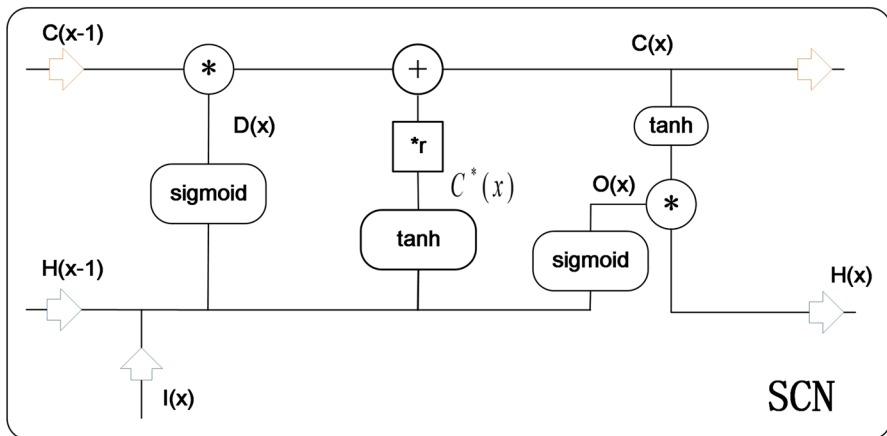 C(x-1)
*
+
C(x)
D(x)
*r
tanh
sigmoid
C*(x)
O(x)
*
tanh
sigmoid
H(x-1)
H(x)
I(x)
SCN